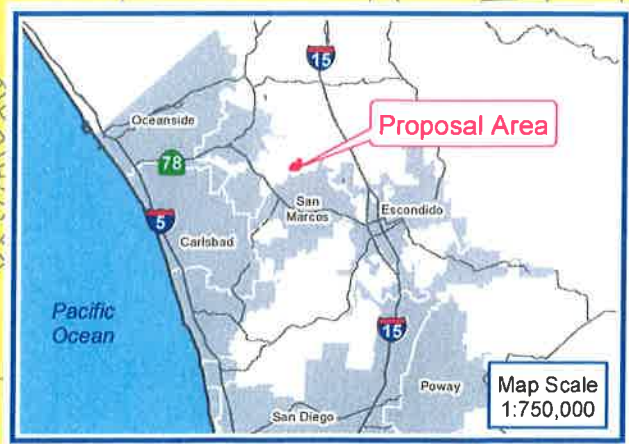 15
Oceanside
Proposal Area
78
San
Marcos
Escondido
5
Carlsbad
Pacific
Ocean
15
Poway
Map Scale
1:750,000
San Diego